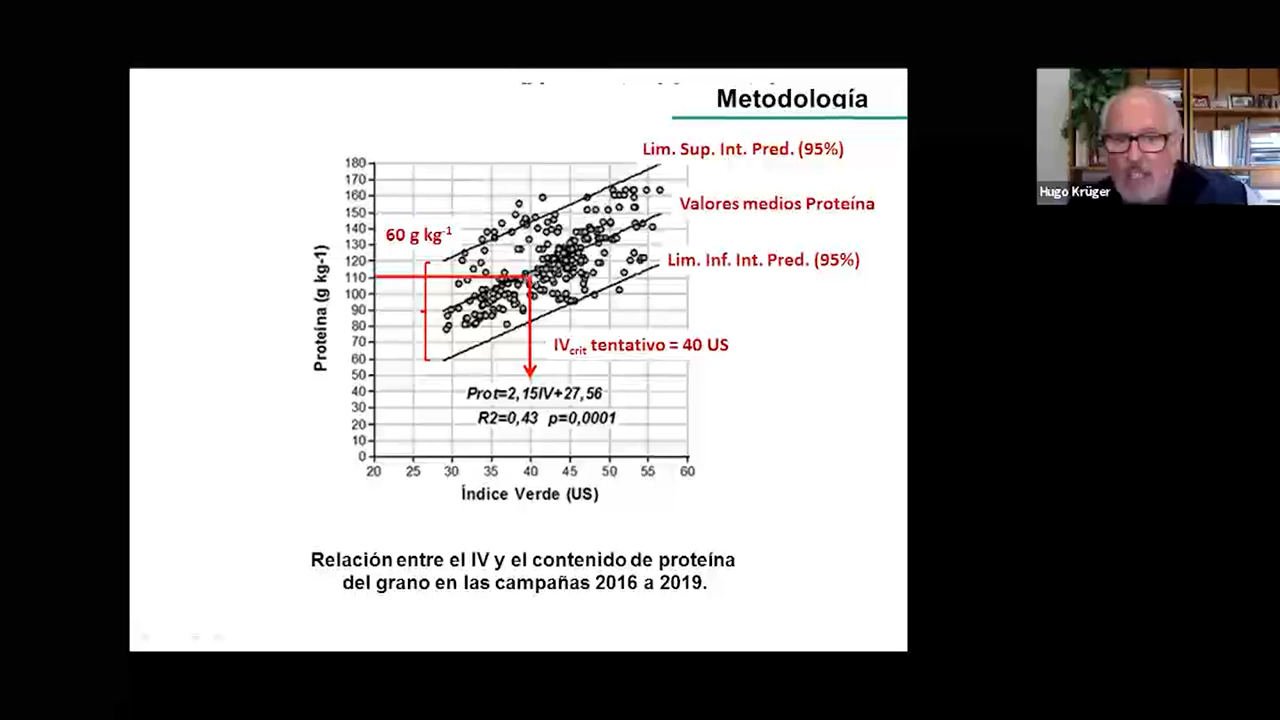 Metodología
Hugo Krüger
Lim. Sup. Int. Pred. (95%)
Valores medios Proteína
Lim. Inf. Int. Pred. (95%)
60 g kg-1
IVcrit tentativo = 40 US
Prot=2,15IV+27,56
R2=0,43 p=0,0001
Proteína (g kg-1)
180
170
160
150
140
130
120
110
100
90
80
70
60
50
40
30
20
10
0
20 25 30 35 40 45 50 55 60
Índice Verde (US)
Relación entre el IV y el contenido de proteína
del grano en las campañas 2016 a 2019.